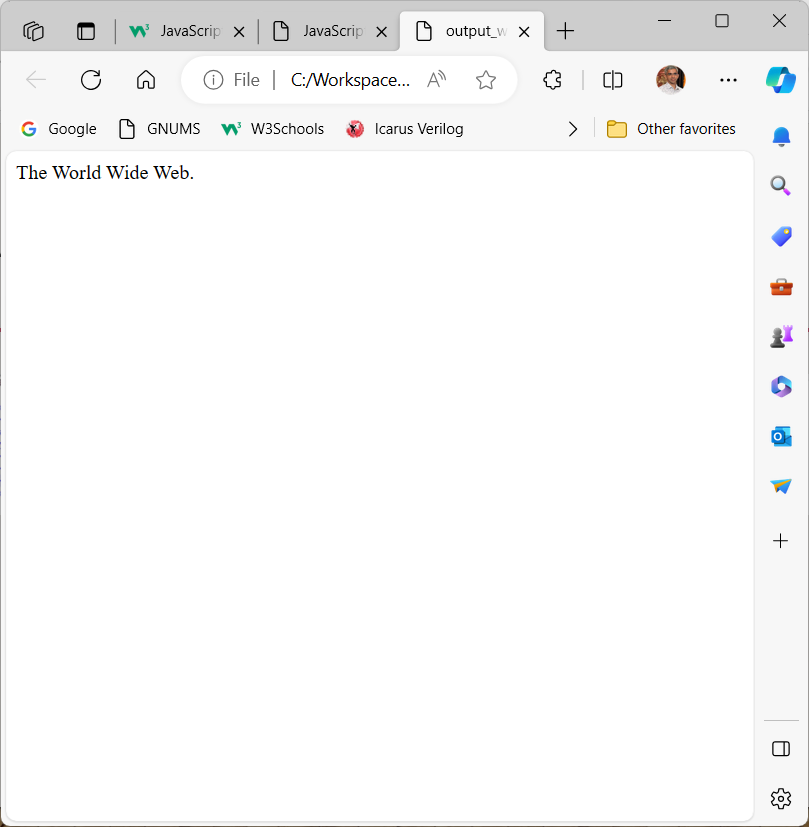 JavaScrip JavaScrip output_w
File C:/Workspace...
Google GNUMS W3Schools Icarus Verilog Other favorites
The World Wide Web.